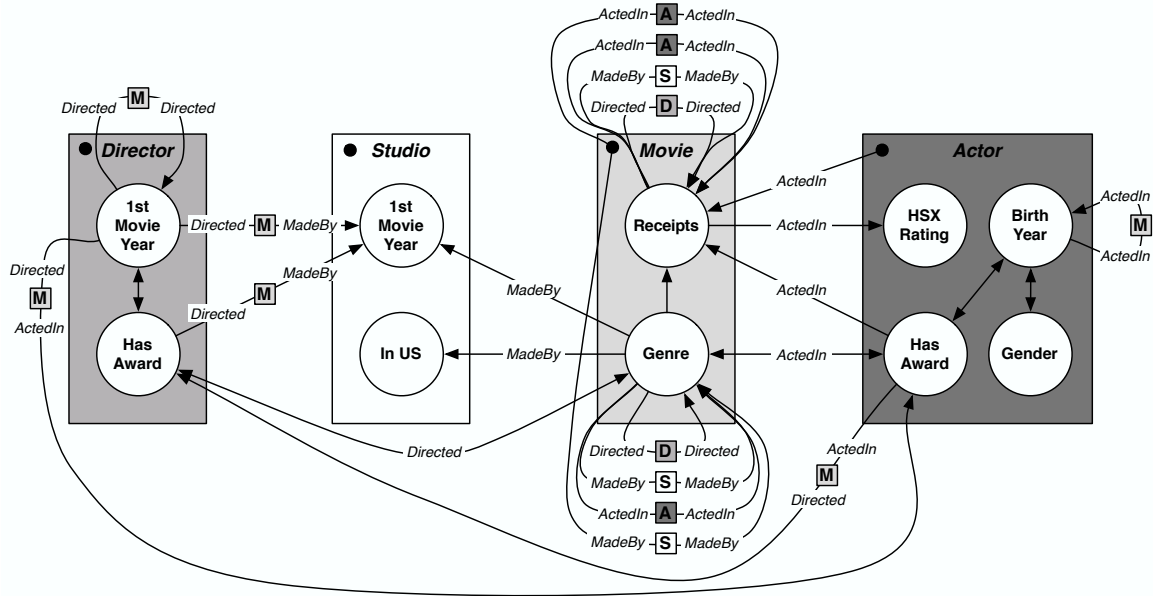 ActedIn A ActedIn
ActedIn A ActedIn
MadeBy S MadeBy
Directed D Directed
M
Directed Directed
Director
Studio
Movie
Actor
1st
Movie
Year
Directed M MadeBy
1st
Movie
Year
Receipts
ActedIn
ActedIn
HSX
Rating
Birth
Year
ActedIn
M
ActedIn
Directed
M
ActedIn
MadeBy
M
Directed
MadeBy
ActedIn
Has
Award
In US
MadeBy
Genre
ActedIn
Has
Award
Gender
Directed
Directed D Directed
MadeBy S MadeBy
ActedIn A ActedIn
MadeBy S MadeBy
ActedIn
M
Directed